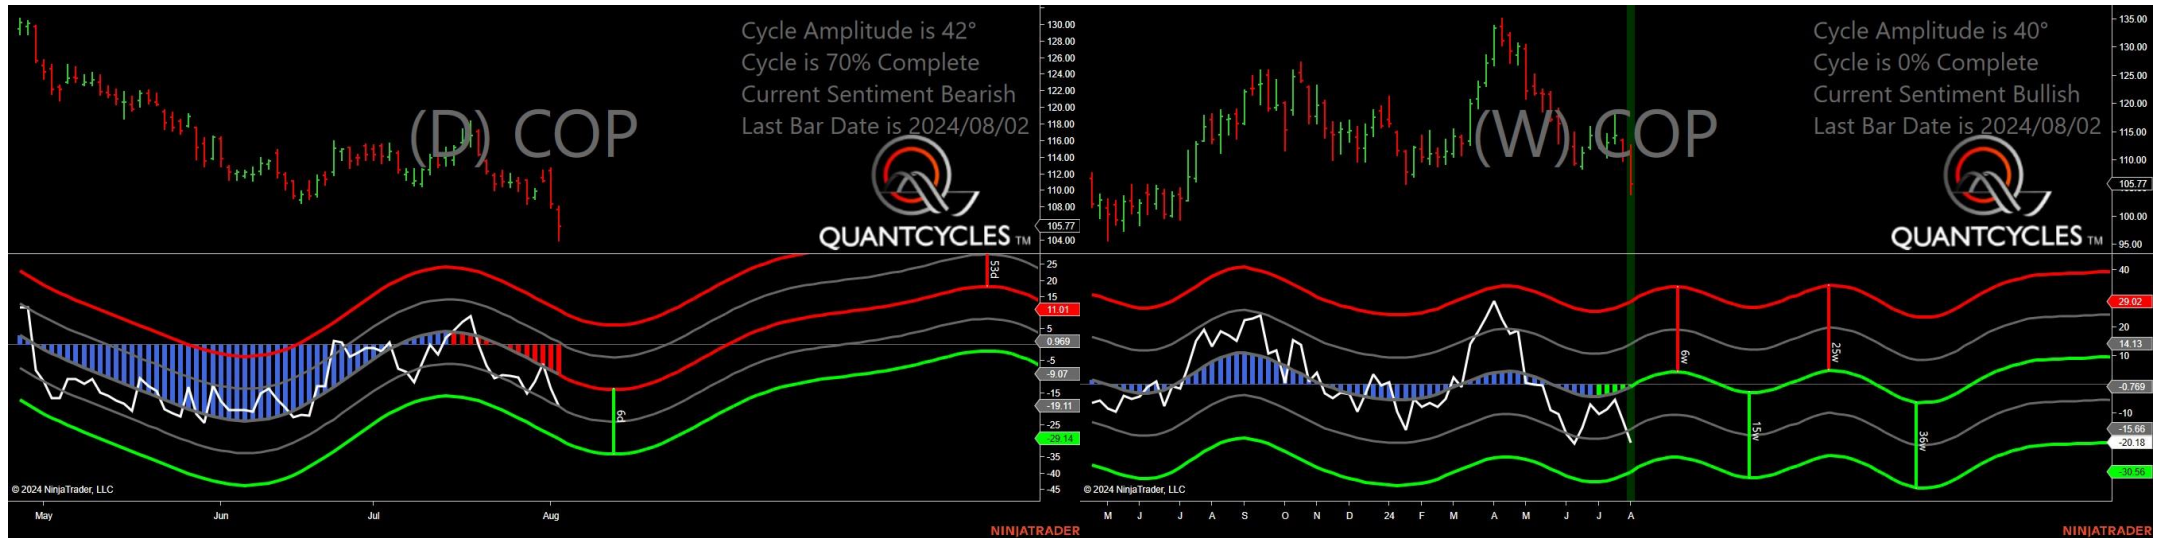 Cycle Amplitude is 42°
Cycle is 70% Complete
Current Sentiment Bearish
Last Bar Date is 2024/08/02
(D) COP
QUANTCYCLES TM
130.00
128.00
126.00
124.00
122.00
120.00
118.00
116.00
114.00
112.00
110.00
108.00
105.77
104.00
53d
6d
25
20
15
11.01
5
0.969
-5
-9.07
-15
-19.11
-25
-29.14
-35
-40
-45
© 2024 NinjaTrader, LLC
May
Jun
Jul
Aug
NINJATRADER
Cycle Amplitude is 40°
Cycle is 0% Complete
Current Sentiment Bullish
Last Bar Date is 2024/08/02
(W) COP
QUANTCYCLES TM
135.00
130.00
125.00
120.00
115.00
110.00
105.77
100.00
95.00
6w
25w
15w
36w
40
29.02
20
14.13
10
-0.769
-10
-15.66
-20.18
-30.56
© 2024 NinjaTrader, LLC
M J J A S O N D 24 F M A M J J A
NINJATRADER